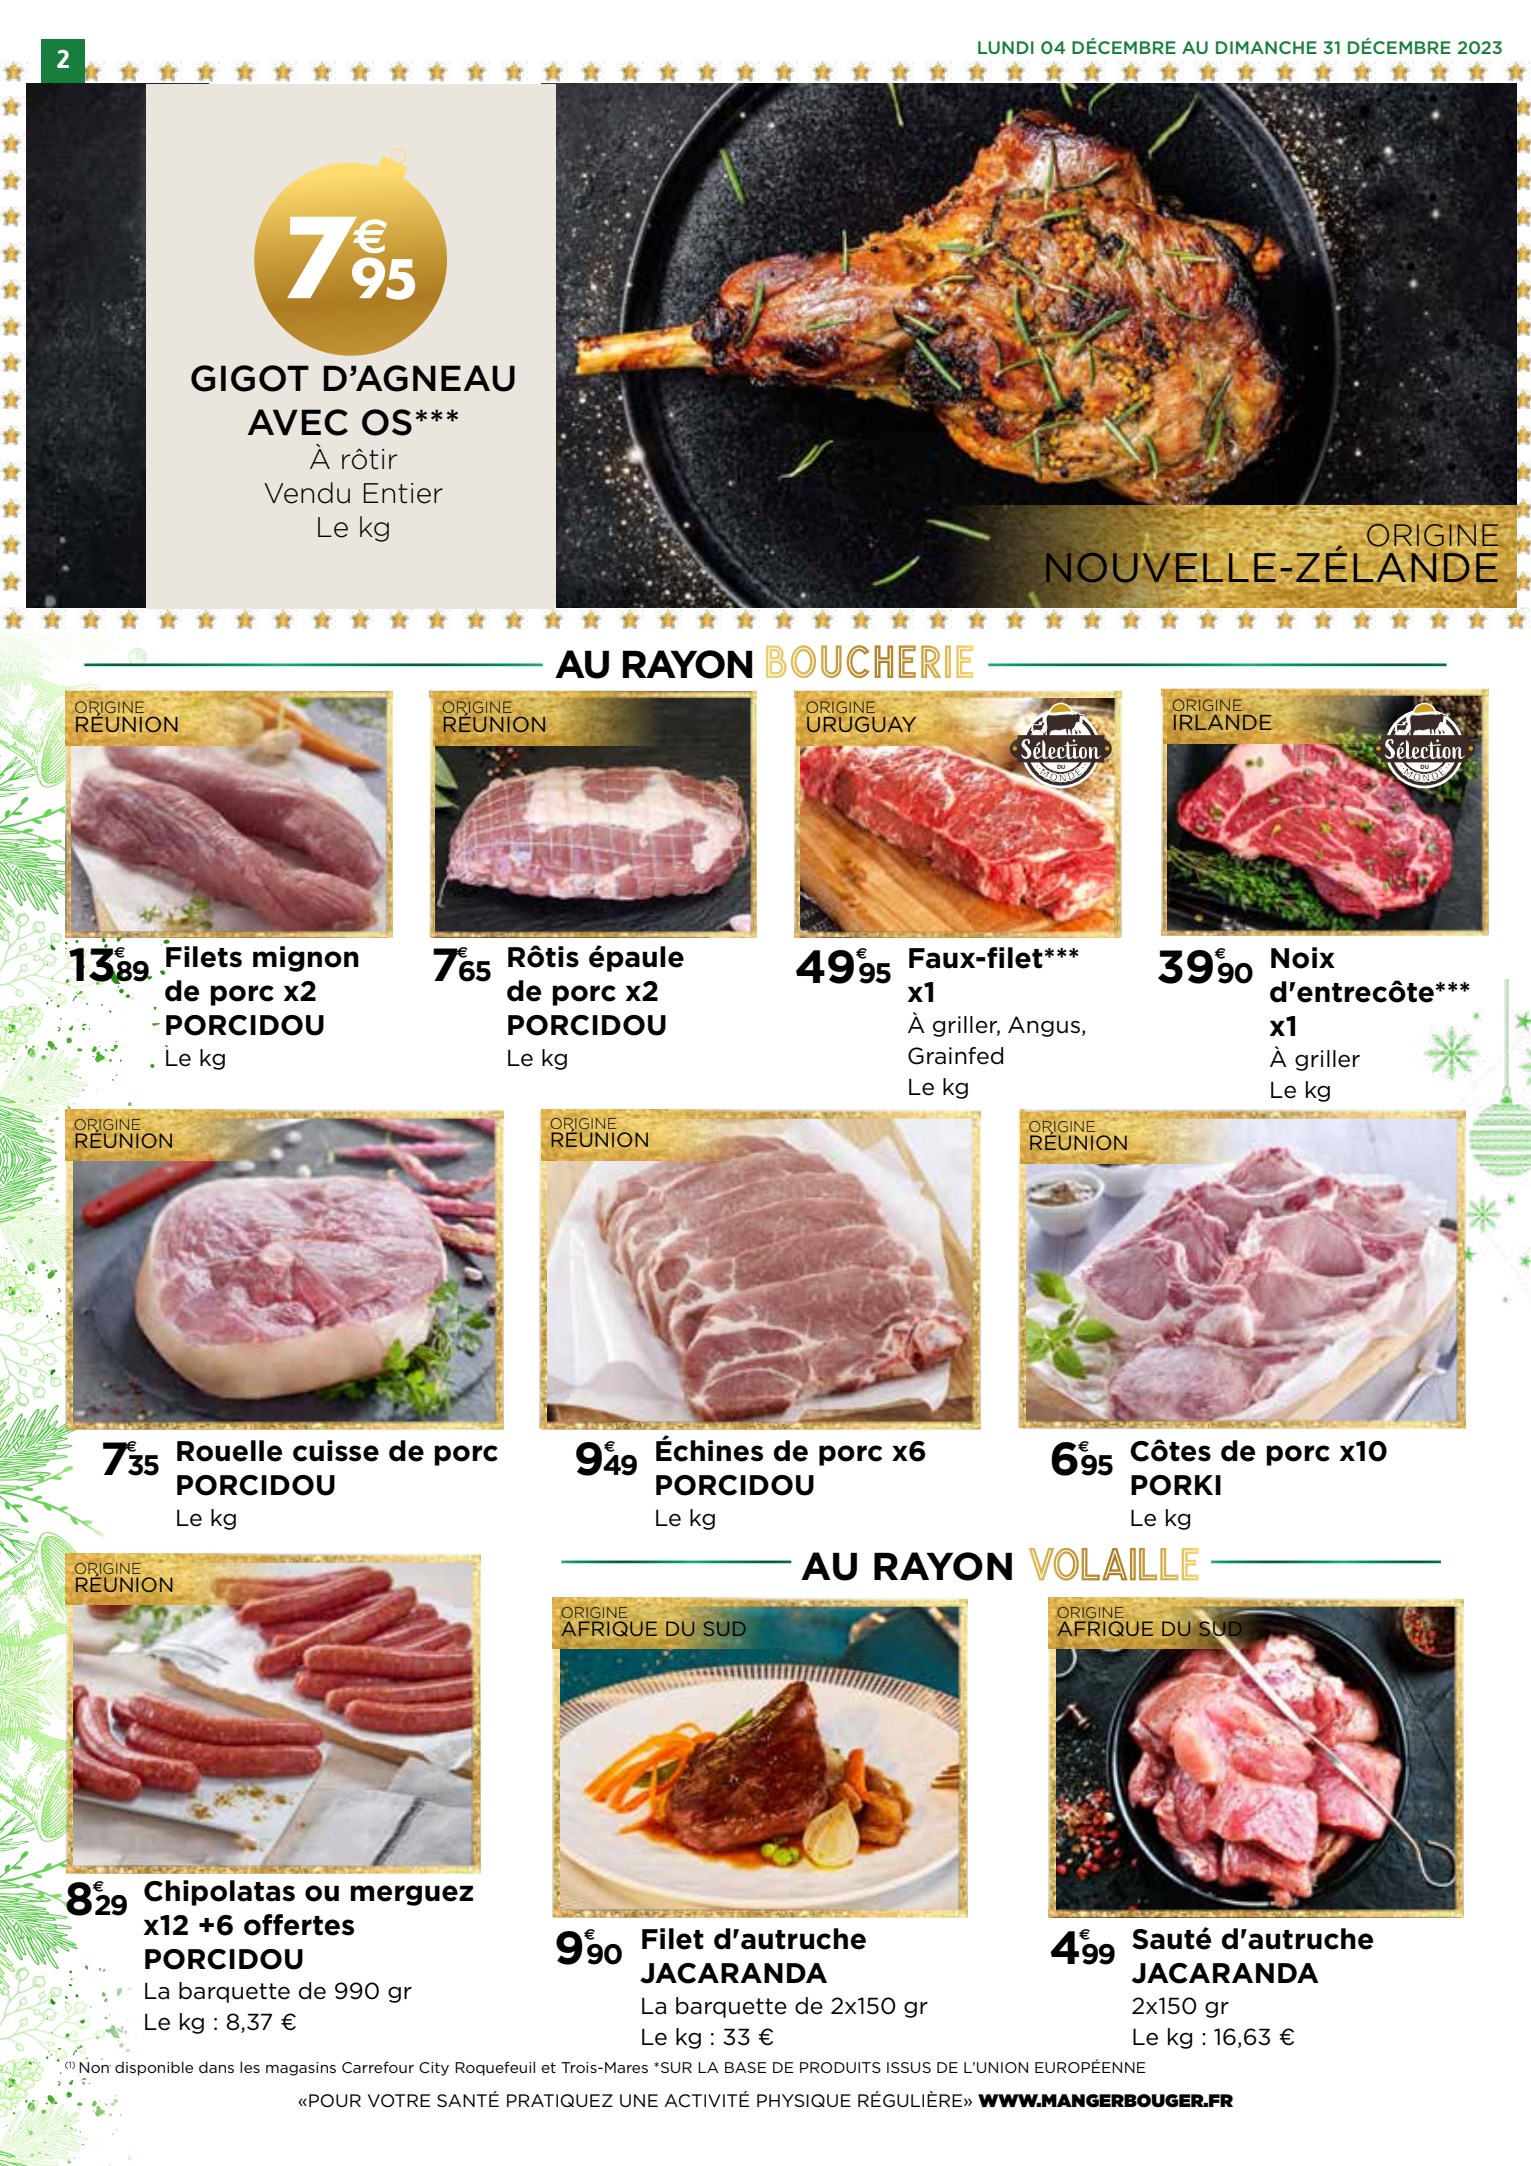 2
LUNDI 04 DÉCEMBRE AU DIMANCHE 31 DÉCEMBRE 2023
7€95
GIGOT D'AGNEAU
AVEC OS***
À rôtir
Vendu Entier
Le kg
ORIGINE
NOUVELLE-ZÉLANDE
AU RAYON BOUCHERIE
ORIGINE
RÉUNION
13€89
Filets mignon
de porc x2
PORCIDOU
Le kg
ORIGINE
RÉUNION
7€65
Rôtis épaule
de porc x2
PORCIDOU
Le kg
ORIGINE
URUGUAY
Sélection
DU
MONDE
49€95
Faux-filet***
x1
À griller, Angus,
Grainfed
Le kg
ORIGINE
IRLANDE
Sélection
DU
MONDE
39€90
Noix
d'entrecôte***
x1
À griller
Le kg
ORIGINE
RÉUNION
7€35
Rouelle cuisse de porc
PORCIDOU
Le kg
ORIGINE
RÉUNION
9€49
Échines de porc x6
PORCIDOU
Le kg
ORIGINE
RÉUNION
6€95
Côtes de porc x10
PORKI
Le kg
ORIGINE
RÉUNION
8€29
Chipolatas ou merguez
x12 +6 offertes
PORCIDOU
La barquette de 990 gr
Le kg : 8,37 €
AU RAYON VOLAILLE
ORIGINE
AFRIQUE DU SUD
9€90
Filet d'autruche
JACARANDA
La barquette de 2x150 gr
Le kg : 33 €
ORIGINE
AFRIQUE DU SUD
4€99
Sauté d'autruche
JACARANDA
2x150 gr
Le kg : 16,63 €
(1) Non disponible dans les magasins Carrefour City Roquefeuil et Trois-Mares *SUR LA BASE DE PRODUITS ISSUS DE L'UNION EUROPÉENNE
«POUR VOTRE SANTÉ PRATIQUEZ UNE ACTIVITÉ PHYSIQUE RÉGULIÈRE» WWW.MANGERBOUGER.FR